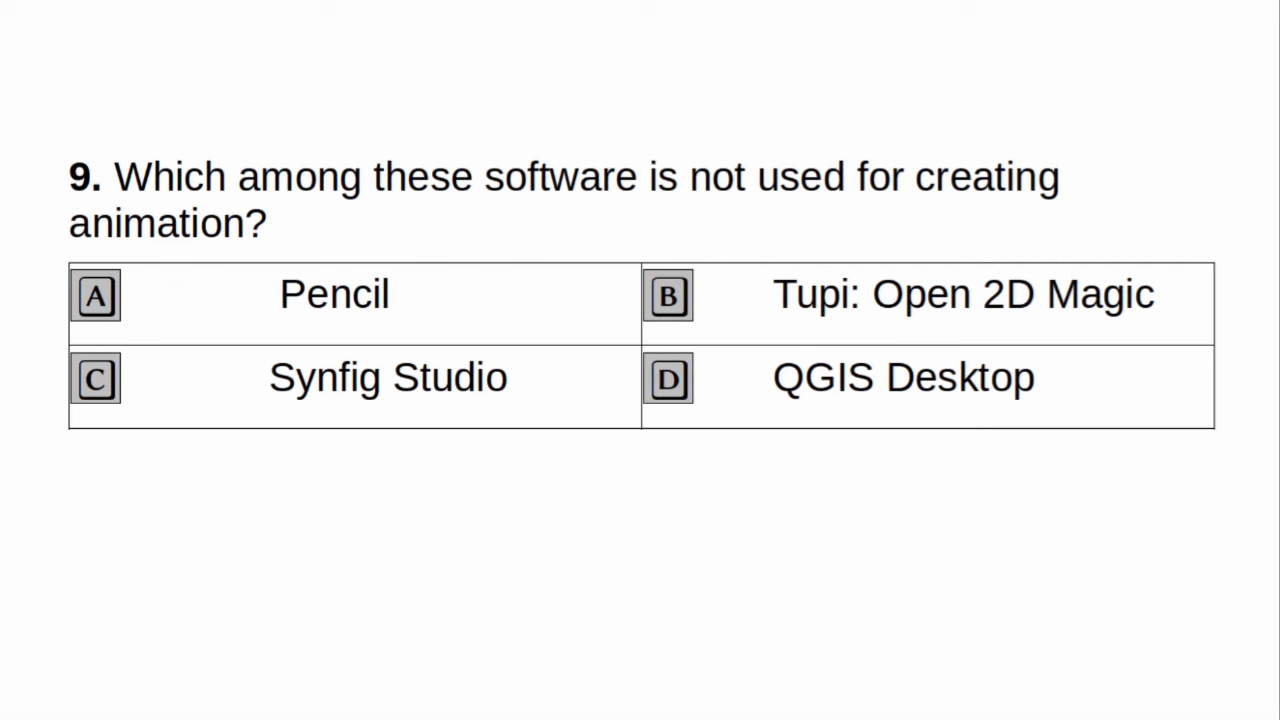 9. Which among these software is not used for creating
animation?
A Pencil
B Tupi: Open 2D Magic
C Synfig Studio
D QGIS Desktop